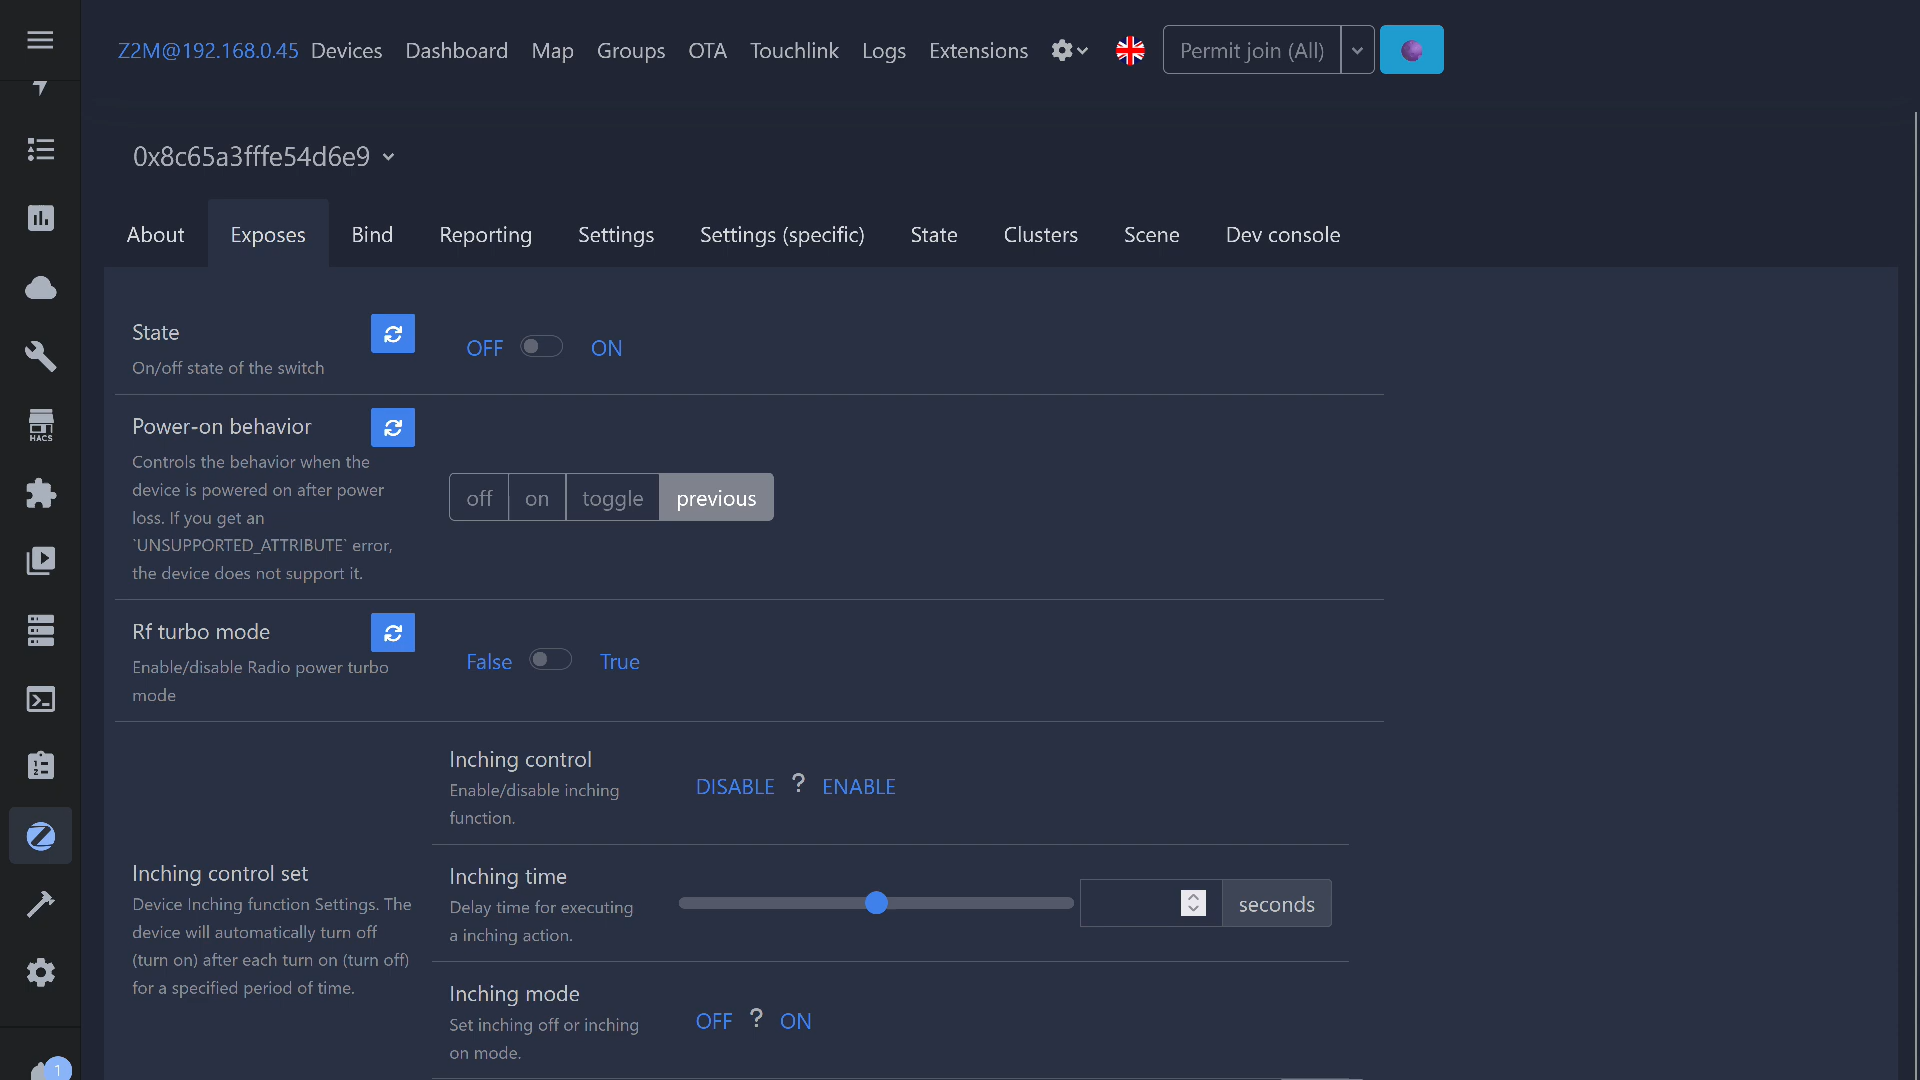 Z2M@192.168.0.45 Devices Dashboard Map Groups OTA Touchlink Logs Extensions Permit join (All)
0x8c65a3fffe54d6e9
About Exposes Bind Reporting Settings Settings (specific) State Clusters Scene Dev console
State
On/off state of the switch
OFF ON
Power-on behavior
Controls the behavior when the
device is powered on after power
loss. If you get an
`UNSUPPORTED_ATTRIBUTE` error,
the device does not support it.
off on toggle previous
Rf turbo mode
Enable/disable Radio power turbo
mode
False True
Inching control set
Device Inching function Settings. The
device will automatically turn off
(turn on) after each turn on (turn off)
for a specified period of time.
Inching control
Enable/disable inching
function.
DISABLE ? ENABLE
Inching time
Delay time for executing
a inching action.
seconds
Inching mode
Set inching off or inching
on mode.
OFF ? ON
HACS
1